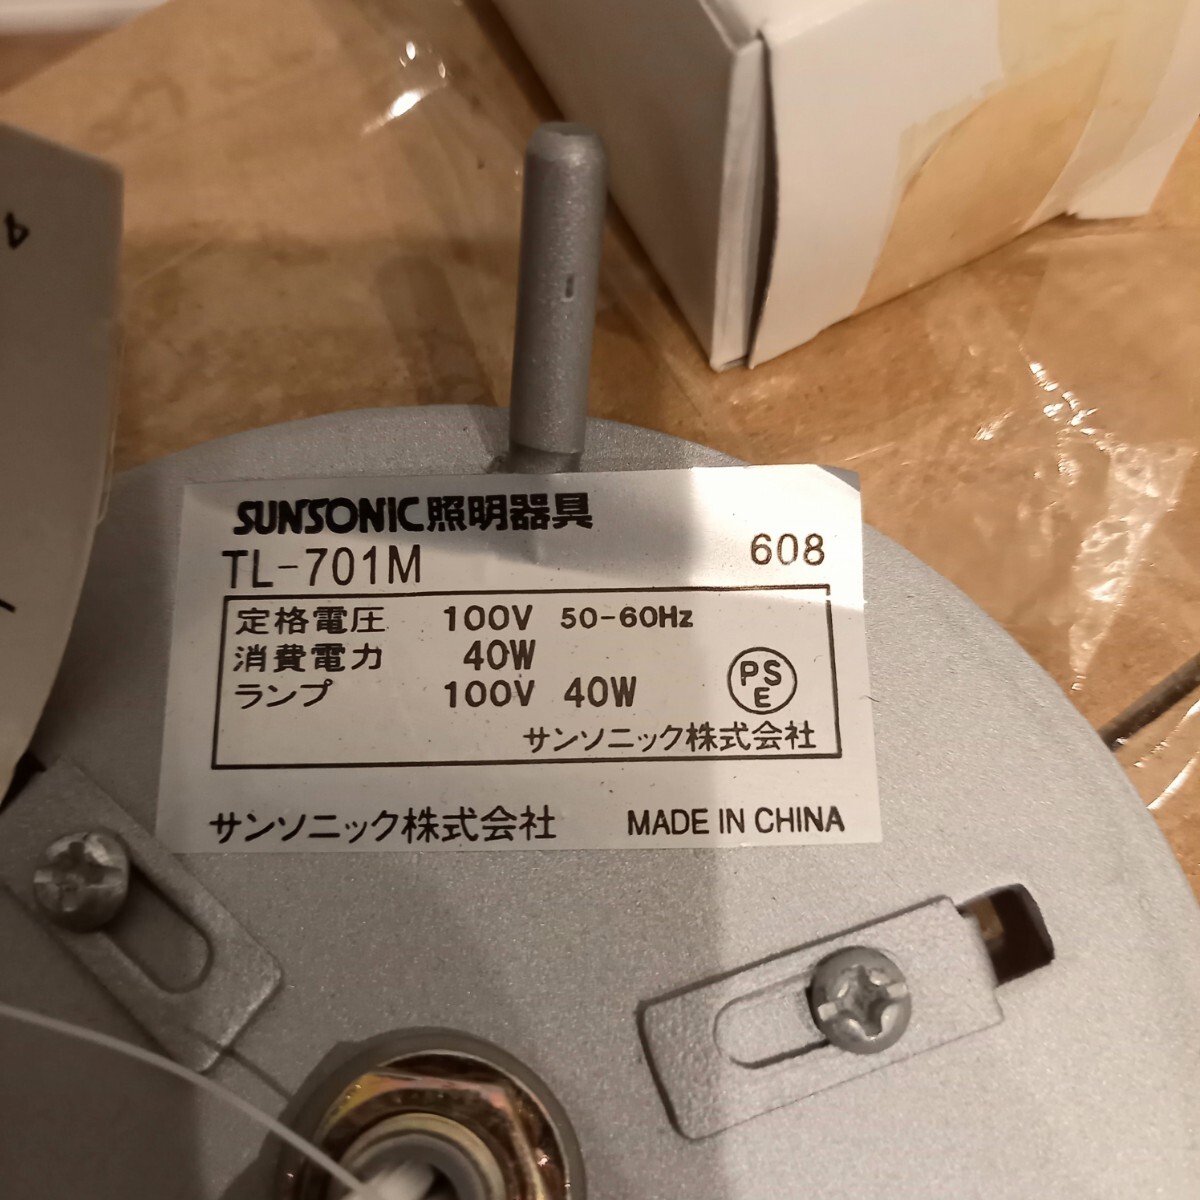 SUNSONIC照明器具
TL-701M 608
定格電圧 100V 50-60Hz
消費電力 40W
ランプ 100V 40W
PS
E
サンソニック株式会社
サンソニック株式会社 MADE IN CHINA